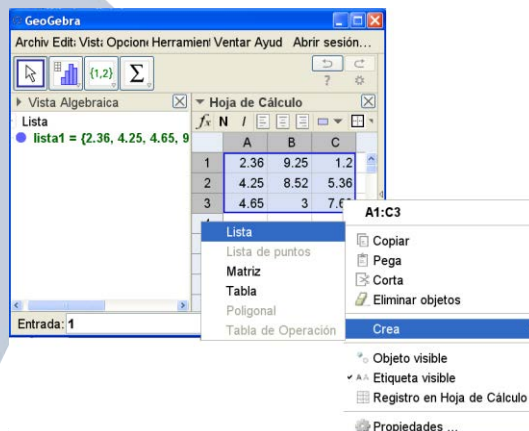 GeoGebra
Archiv Edit: Vist: Opcion Herramien Ventar Ayud Abrir sesión...
{1,2} Σ
?
Vista Algebraica
Hoja de Cálculo
Lista
fx N I
lista1 = {2.36, 4.25, 4.65, 9
A B C
1 2.36 9.25 1.2
2 4.25 8.52 5.36
3 4.65 3
A1:C3
Lista
Lista de puntos
Matriz
Tabla
Poligonal
Tabla de Operación
Copiar
Pega
Corta
Eliminar objetos
Crea
Objeto visible
Etiqueta visible
Registro en Hoja de Cálculo
Propiedades ...
Entrada: 1